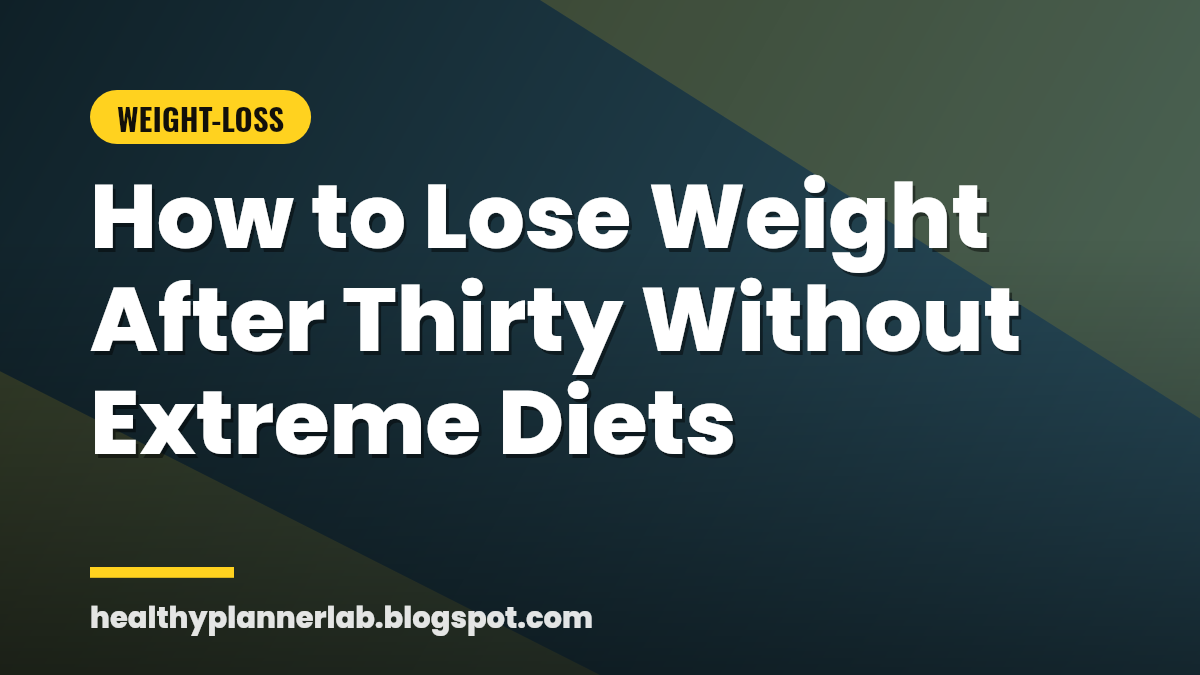 WEIGHT-LOSS
How to Lose Weight
After Thirty Without
Extreme Diets
healthyplannerlab.blogspot.com